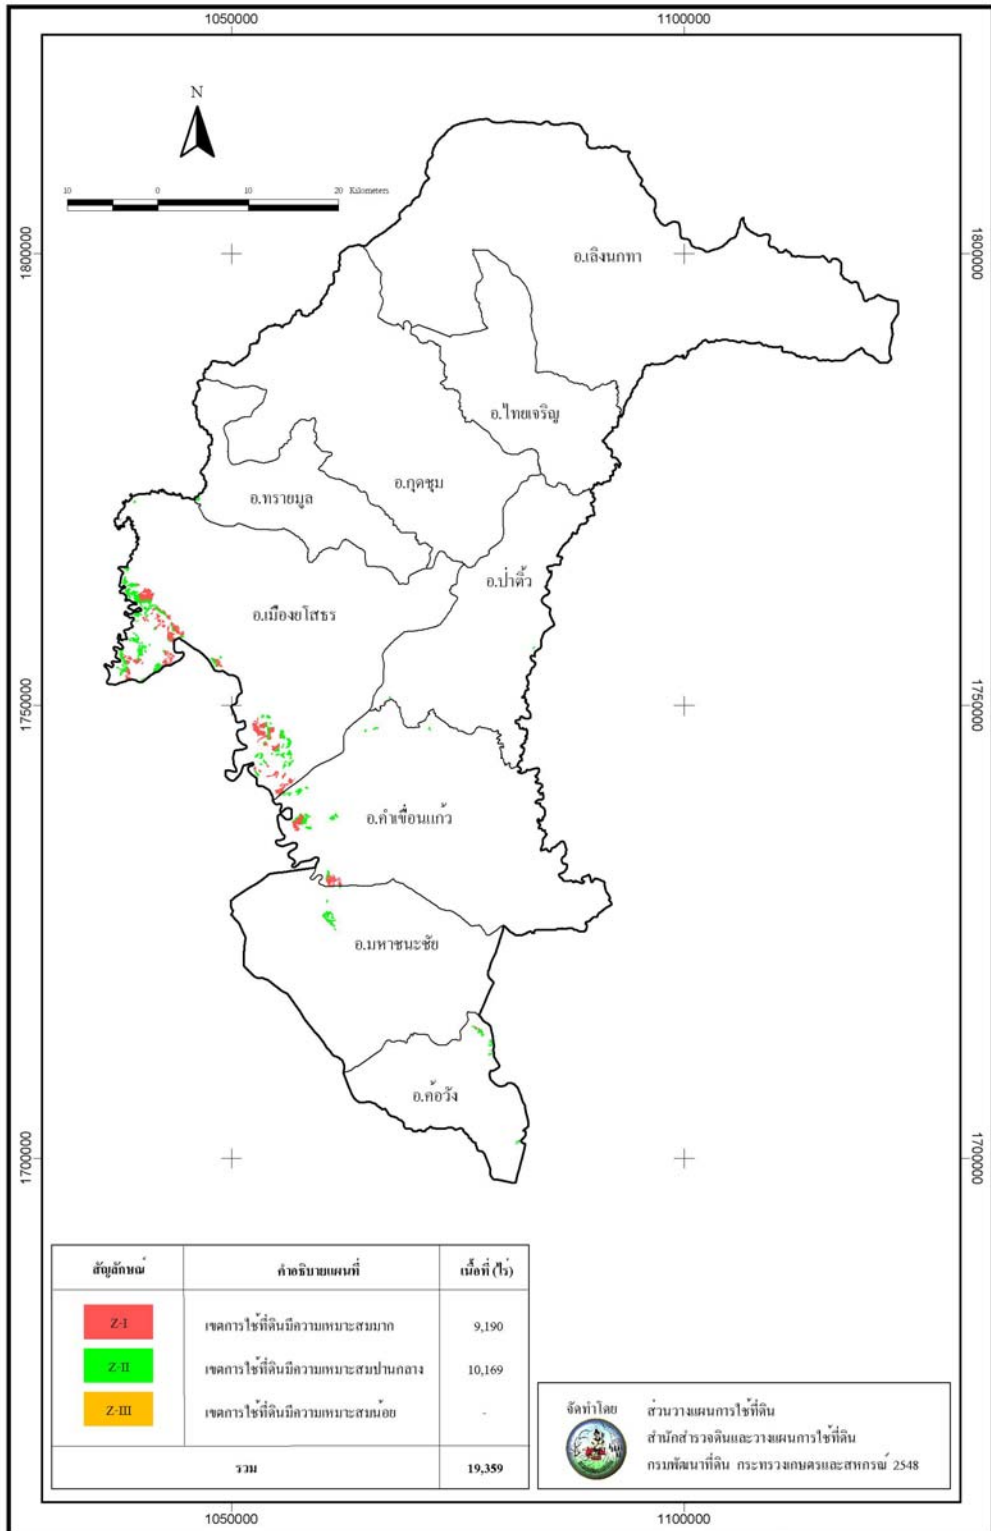 1050000 1100000
N
10 0 10 20 Kilometers
1800000 1800000
อ.เลิงนกทา
อ.ไทยเจริญ
อ.กุดชุม
อ.ทรายมูล
อ.ป่าติ้ว
อ.เมืองยโสธร
1750000 1750000
อ.คำเขื่อนแก้ว
อ.มหาชนะชัย
อ.ค้อวัง
1700000 1700000
สัญลักษณ์ คำอธิบายแผนที่ เนื้อที่ (ไร่)
Z-I เขตการใช้ที่ดินมีความเหมาะสมมาก 9,190
Z-II เขตการใช้ที่ดินมีความเหมาะสมปานกลาง 10,169
Z-III เขตการใช้ที่ดินมีความเหมาะสมน้อย -
รวม 19,359
จัดทำโดย ส่วนวางแผนการใช้ที่ดิน
สำนักสำรวจดินและวางแผนการใช้ที่ดิน
กรมพัฒนาที่ดิน กระทรวงเกษตรและสหกรณ์ 2548
1050000 1100000